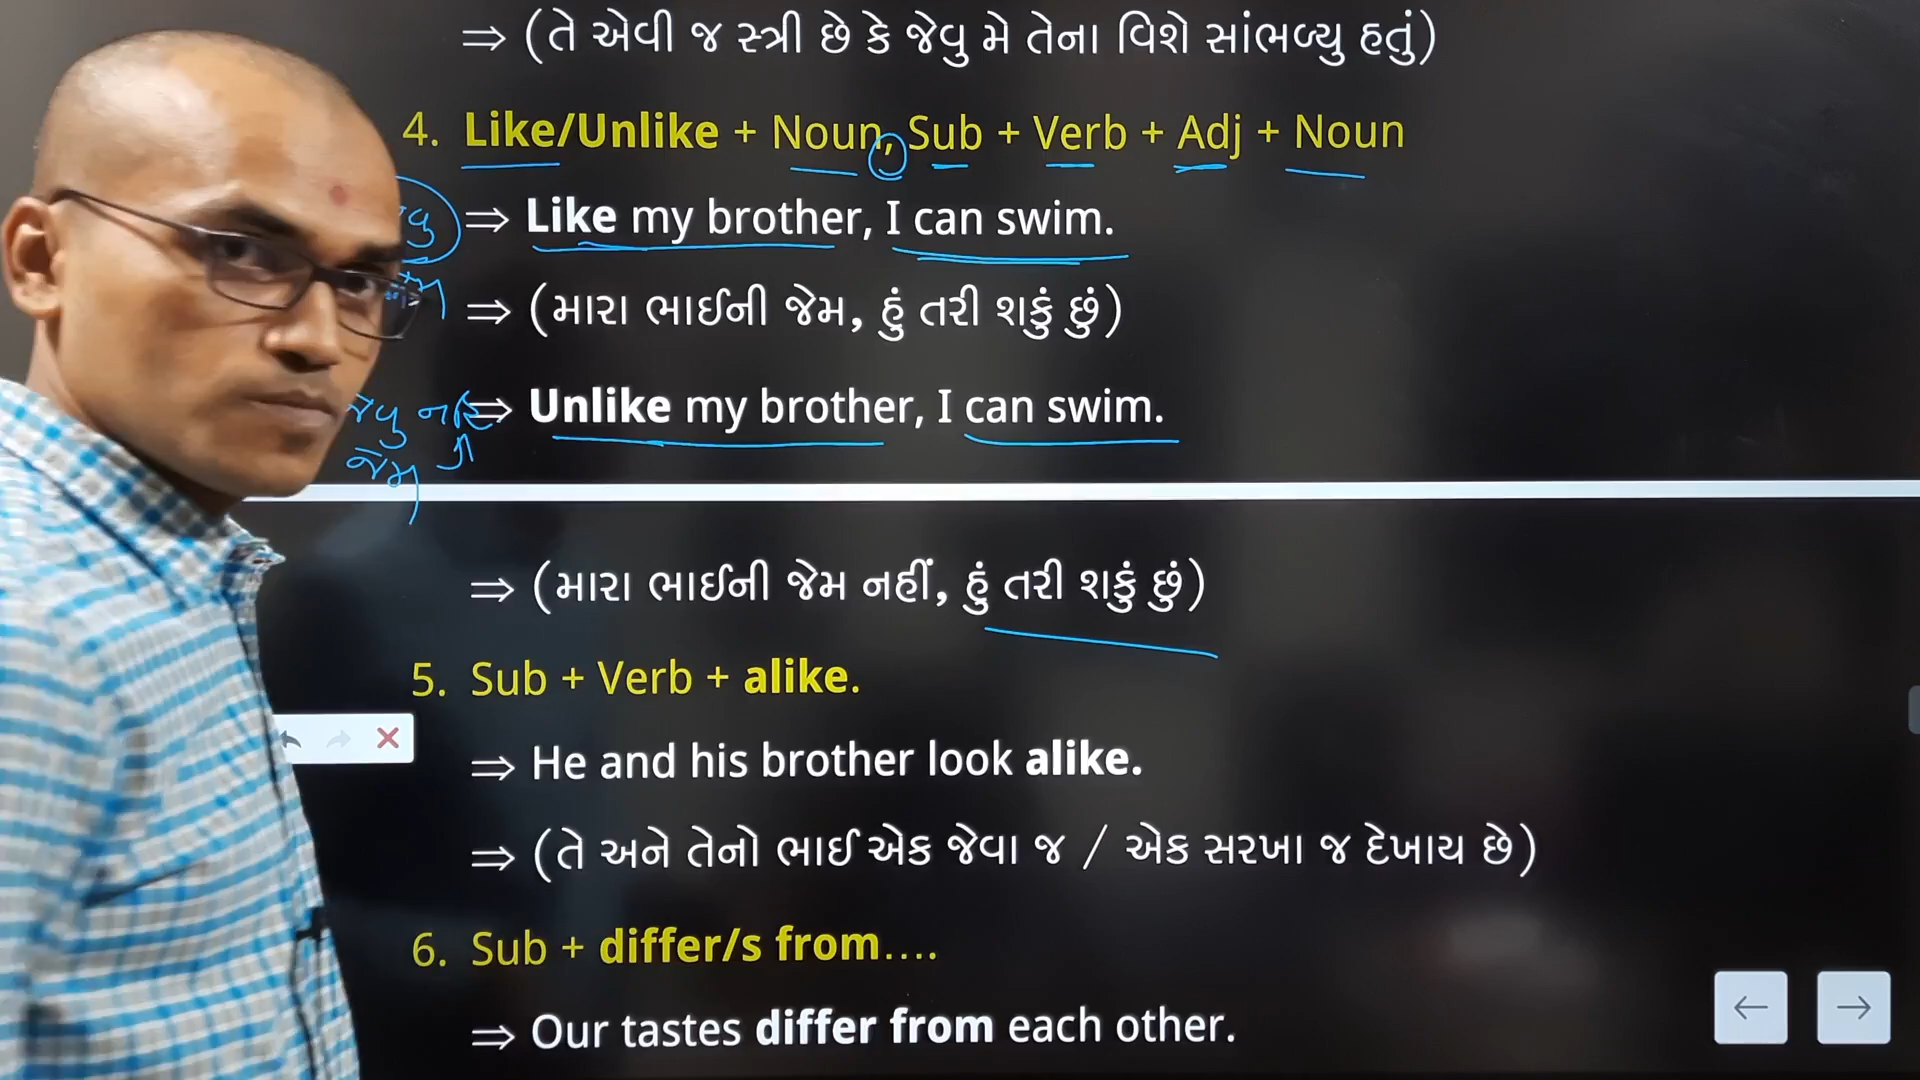 ⇒ (તે એવી જ સ્ત્રી છે કે જેવુ મે તેના વિશે સાંભળ્યુ હતું)
4. Like/Unlike + Noun, Sub + Verb + Adj + Noun
⇒ Like my brother, I can swim.
⇒ (મારા ભાઈની જેમ, હું તરી શકું છું)
જેવુ નહિ ⇒ Unlike my brother, I can swim.
જેમ
⇒ (મારા ભાઈની જેમ નહીં, હું તરી શકું છું)
5. Sub + Verb + alike.
⇒ He and his brother look alike.
⇒ (તે અને તેનો ભાઈ એક જેવા જ / એક સરખા જ દેખાય છે)
6. Sub + differ/s from....
⇒ Our tastes differ from each other.